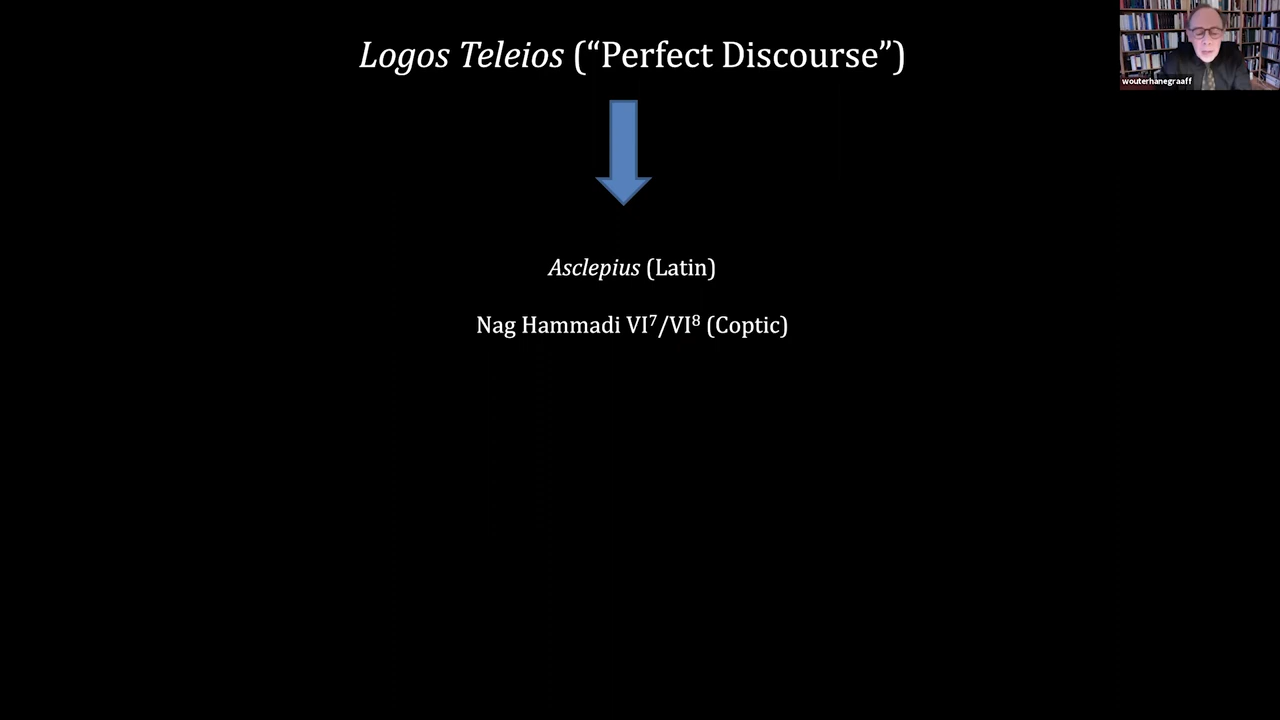 Logos Teleios (“Perfect Discourse”)
wouterhanegraaff
Asclepius (Latin)
Nag Hammadi VI⁷/VI⁸ (Coptic)